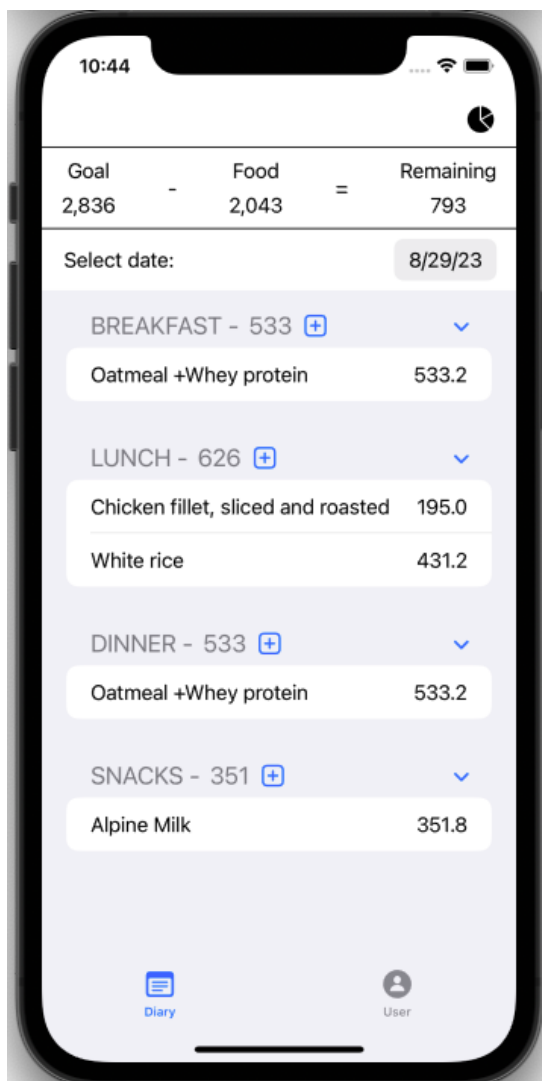 10:44
Goal - Food = Remaining
2,836 2,043 793
Select date: 8/29/23
BREAKFAST - 533
Oatmeal +Whey protein 533.2
LUNCH - 626
Chicken fillet, sliced and roasted 195.0
White rice 431.2
DINNER - 533
Oatmeal +Whey protein 533.2
SNACKS - 351
Alpine Milk 351.8
Diary User